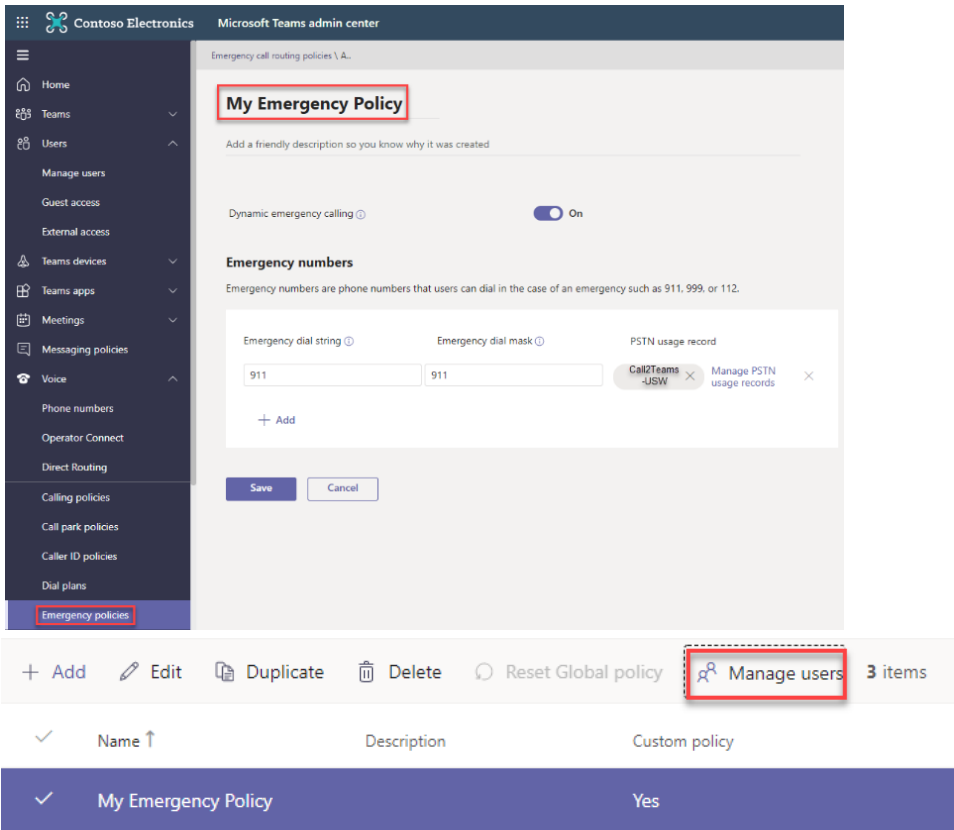 Contoso Electronics
Microsoft Teams admin center
Home
Teams
Users
Manage users
Guest access
External access
Teams devices
Teams apps
Meetings
Messaging policies
Voice
Phone numbers
Operator Connect
Direct Routing
Calling policies
Call park policies
Caller ID policies
Dial plans
Emergency policies
Emergency call routing policies \ A..
My Emergency Policy
Add a friendly description so you know why it was created
Dynamic emergency calling
On
Emergency numbers
Emergency numbers are phone numbers that users can dial in the case of an emergency such as 911, 999, or 112.
Emergency dial string
Emergency dial mask
PSTN usage record
911
911
Call2Teams
-USW
Manage PSTN
usage records
+ Add
Save
Cancel
+ Add
Edit
Duplicate
Delete
Reset Global policy
Manage users
3 items
Name ↑
Description
Custom policy
My Emergency Policy
Yes